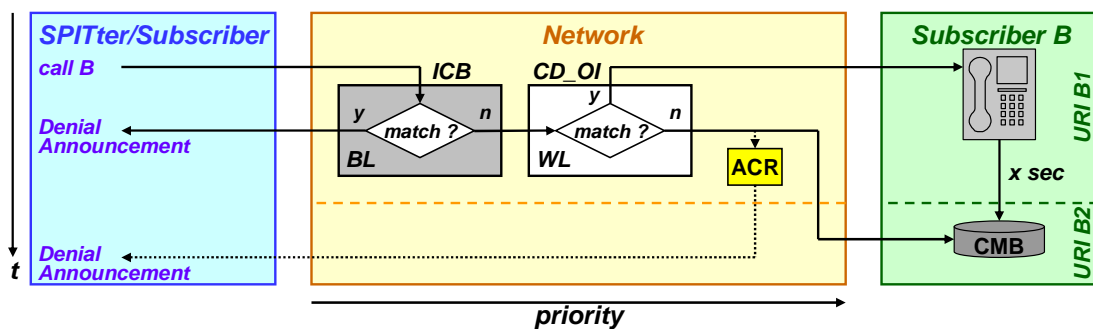 SPITter/Subscriber
Network
Subscriber B
call B
ICB
CD_OI
y
n
y
n
match ?
match ?
BL
WL
Denial
Announcement
ACR
URI B1
x sec
Denial
Announcement
CMB
URI B2
t
priority